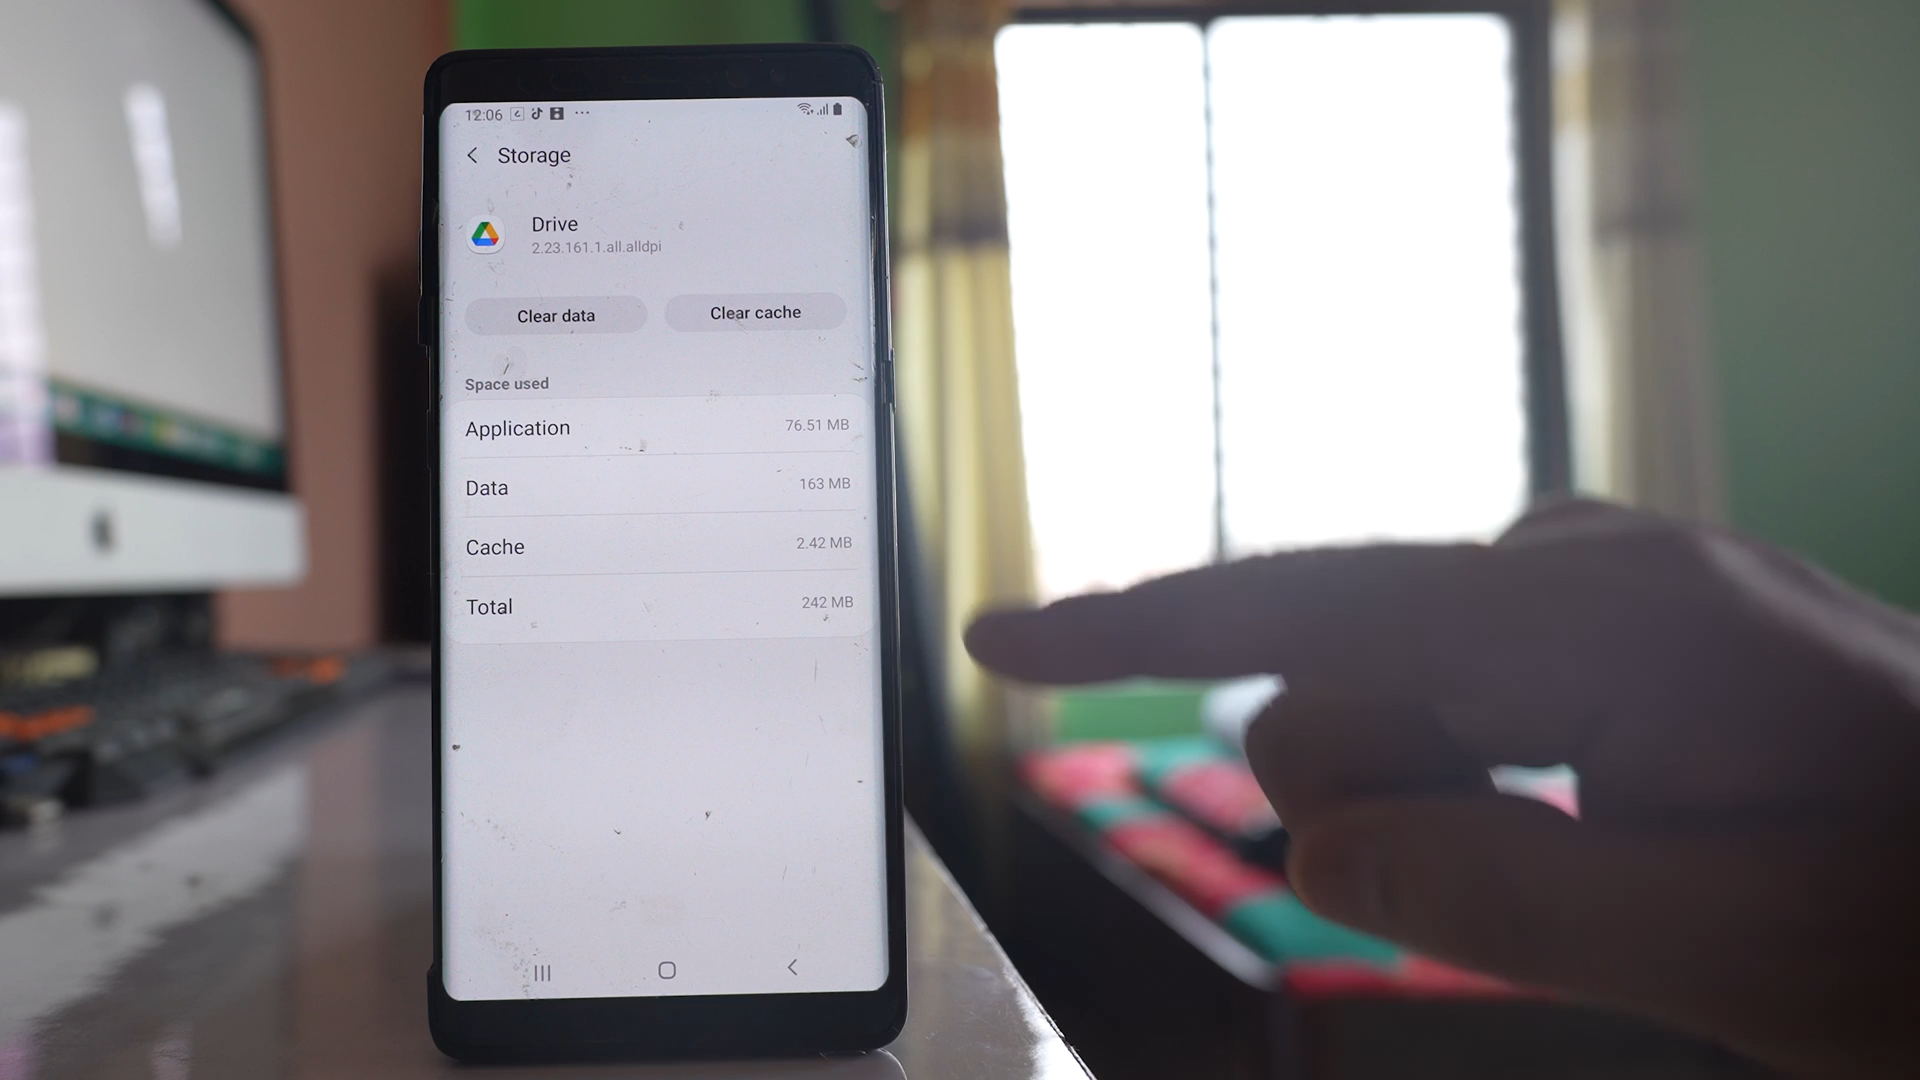 12:06
Storage
Drive
2.23.161.1.all.alldpi
Clear data
Clear cache
Space used
Application 76.51 MB
Data 163 MB
Cache 2.42 MB
Total 242 MB